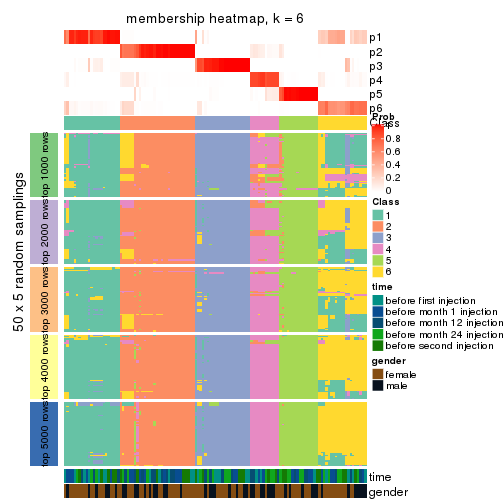 membership heatmap, k = 6
p1
p2
p3
p4
p5
p6
Class
Prob
1
0.8
0.6
0.4
0.2
0
Class
1
2
3
4
5
6
time
before first injection
before month 1 injection
before month 12 injection
before month 24 injection
before second injection
gender
female
male
50 x 5 random samplings
top 1000 rows
top 2000 rows
top 3000 rows
top 4000 rows
top 5000 rows
time
gender